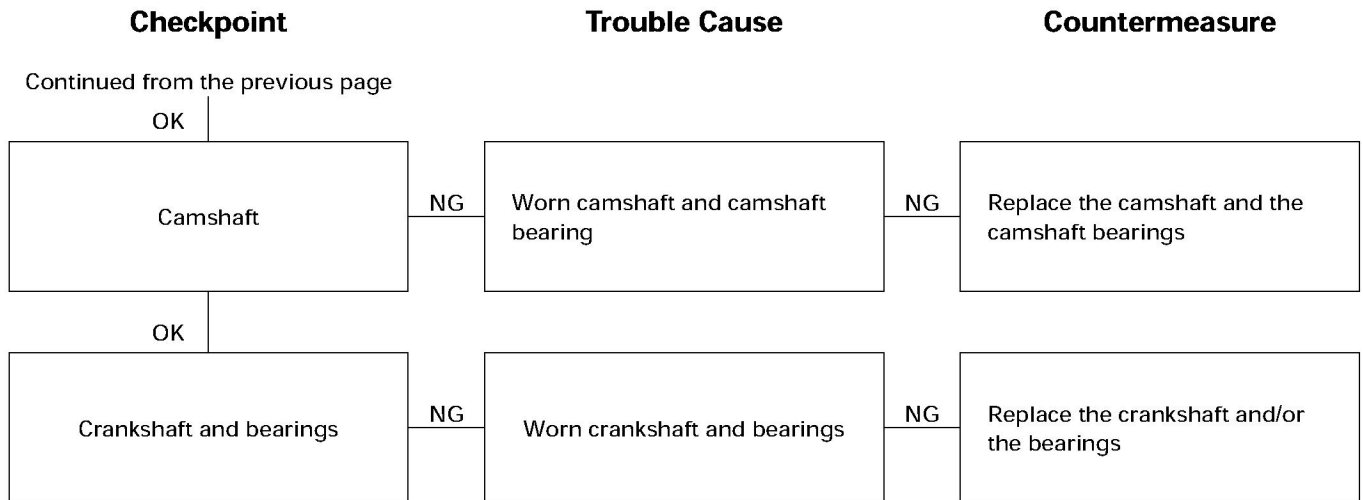 Checkpoint
Trouble Cause
Countermeasure
Continued from the previous page
OK
Camshaft
NG
Worn camshaft and camshaft
bearing
NG
Replace the camshaft and the
camshaft bearings
OK
Crankshaft and bearings
NG
Worn crankshaft and bearings
NG
Replace the crankshaft and/or
the bearings